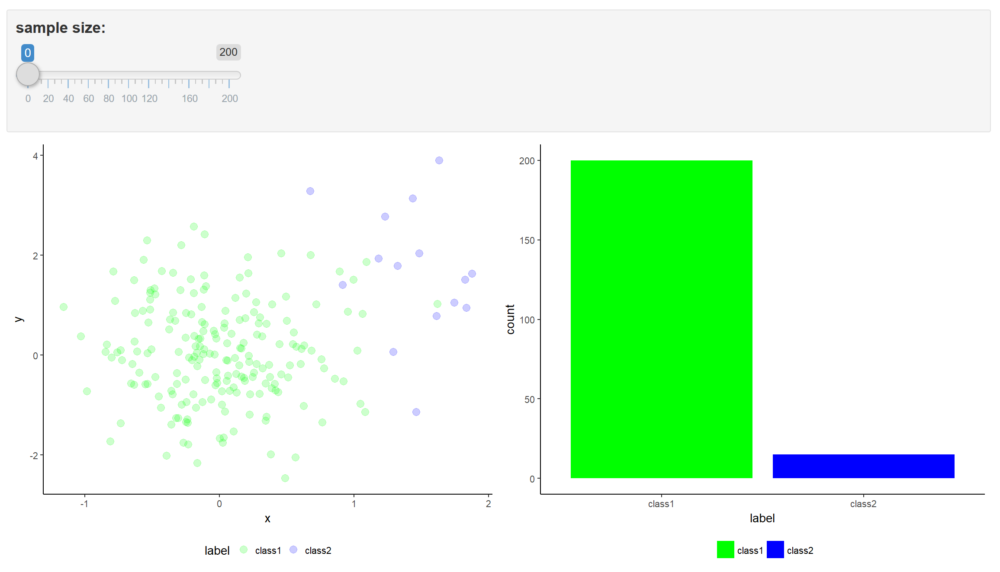 sample size:
0 200
0 20 40 60 80 100 120 160 200
4
2
0
-2
y
-1 0 1 2
x
label class1 class2
200
150
100
50
0
count
class1 class2
label
class1 class2